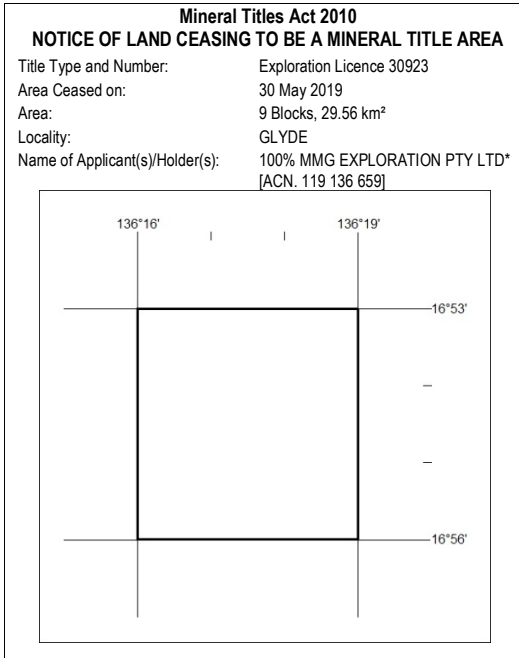 Mineral Titles Act 2010
NOTICE OF LAND CEASING TO BE A MINERAL TITLE AREA
Title Type and Number: Exploration Licence 30923
Area Ceased on: 30 May 2019
Area: 9 Blocks, 29.56 km²
Locality: GLYDE
Name of Applicant(s)/Holder(s): 100% MMG EXPLORATION PTY LTD*
[ACN. 119 136 659]
136°16' 136°19'
16°53'
16°56'